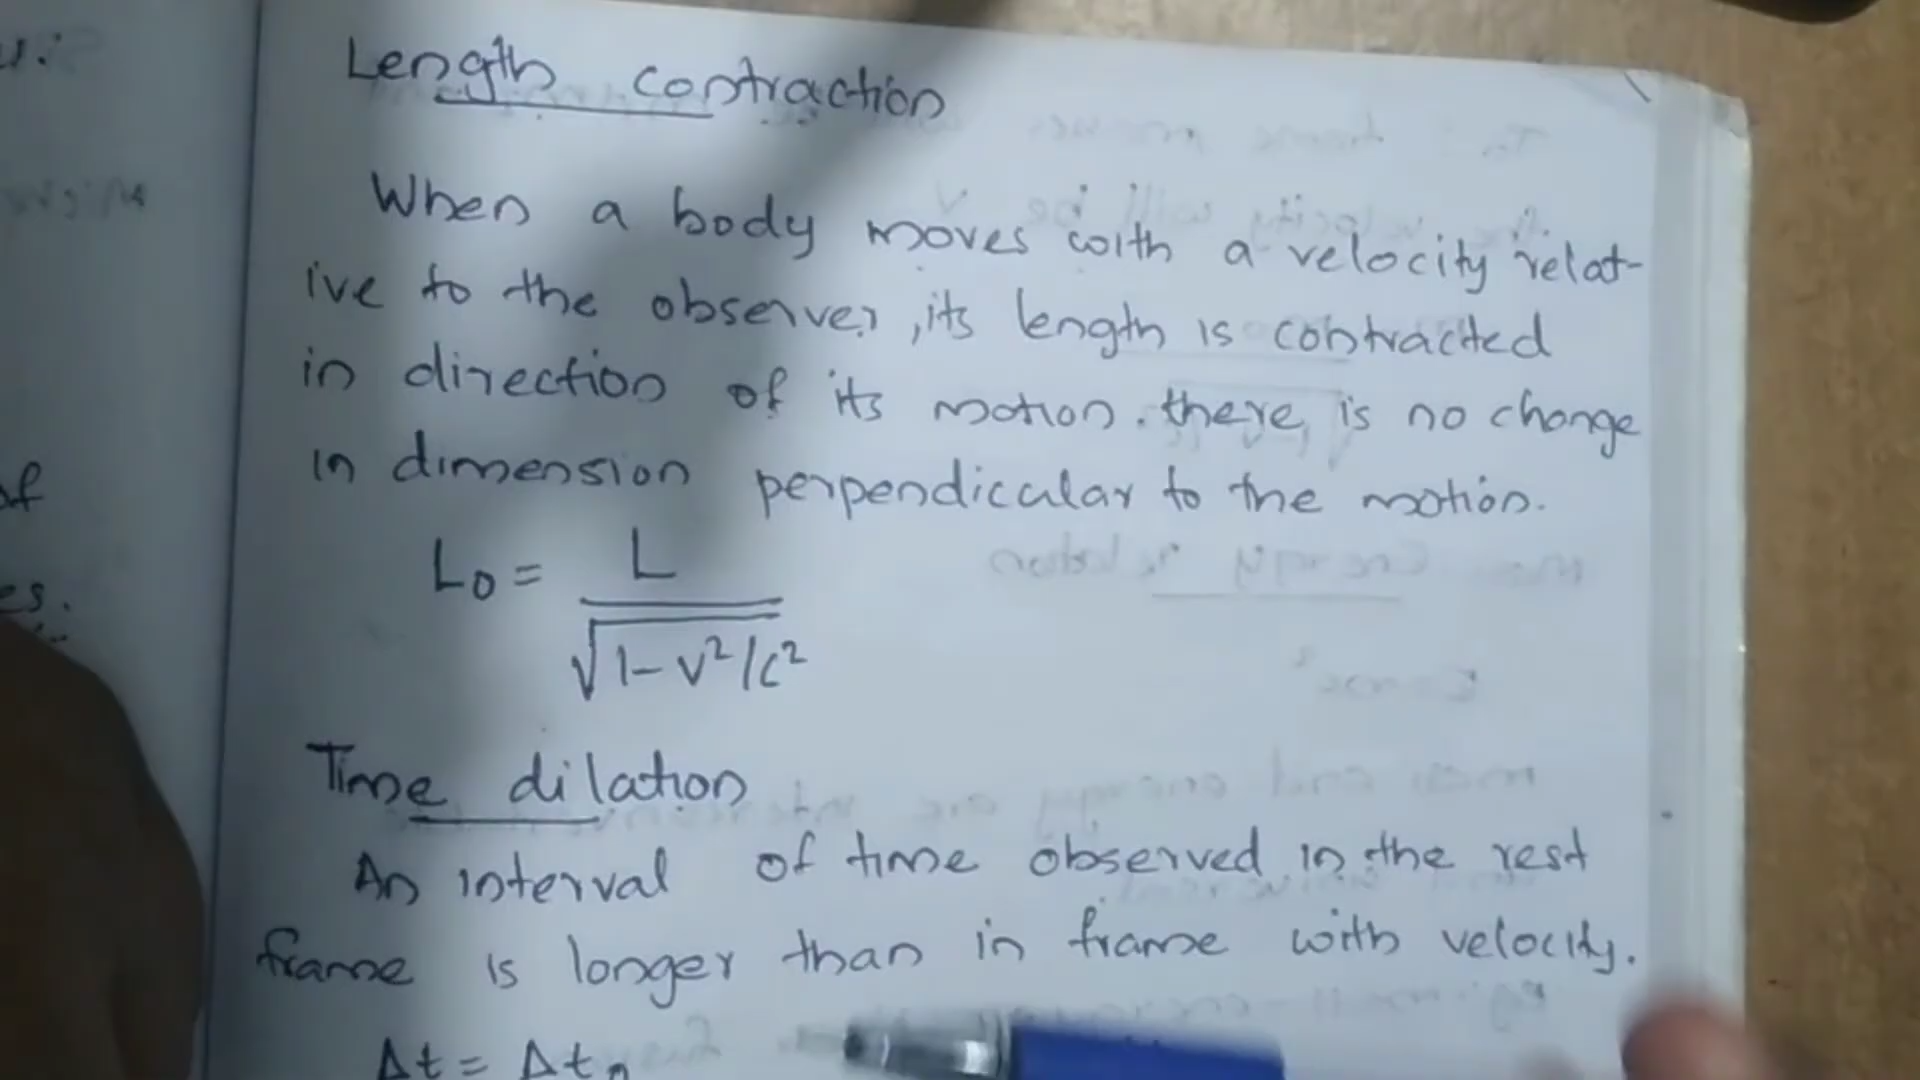 Length contraction
When a body moves with a velocity relat-
ive to the observer, its length is contracted
in direction of its motion. there is no change
in dimension perpendicular to the motion.
L₀ = L / √1-v²/c²
Time dilation
An interval of time observed in the rest
frame is longer than in frame with velocity.
Δt = Δt₀